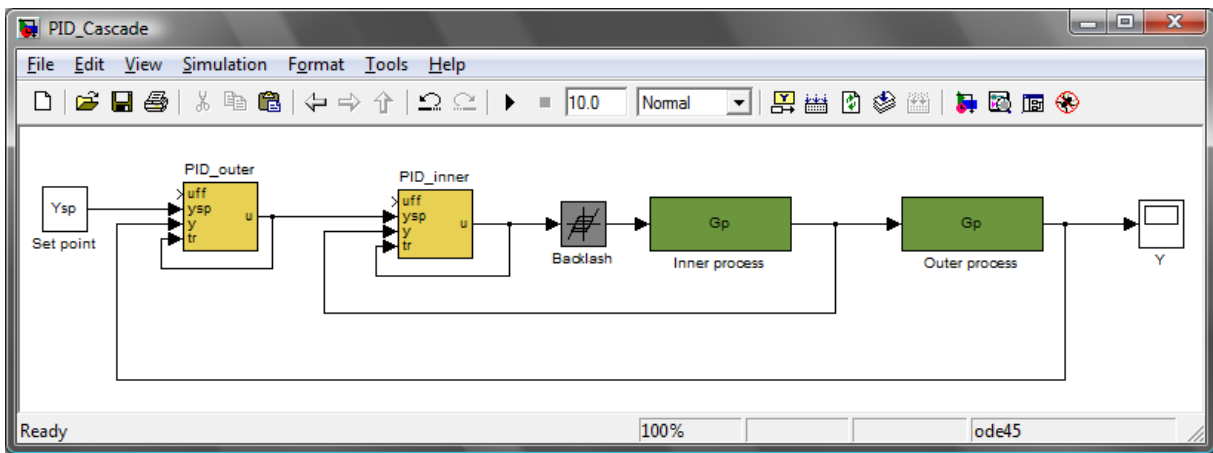 PID_Cascade
File Edit View Simulation Format Tools Help
10.0 Normal
PID_outer
uff
ysp
y
tr
u
PID_inner
uff
ysp
y
tr
u
Ysp
Set point
Backlash
Gp
Inner process
Gp
Outer process
Y
Ready 100% ode45